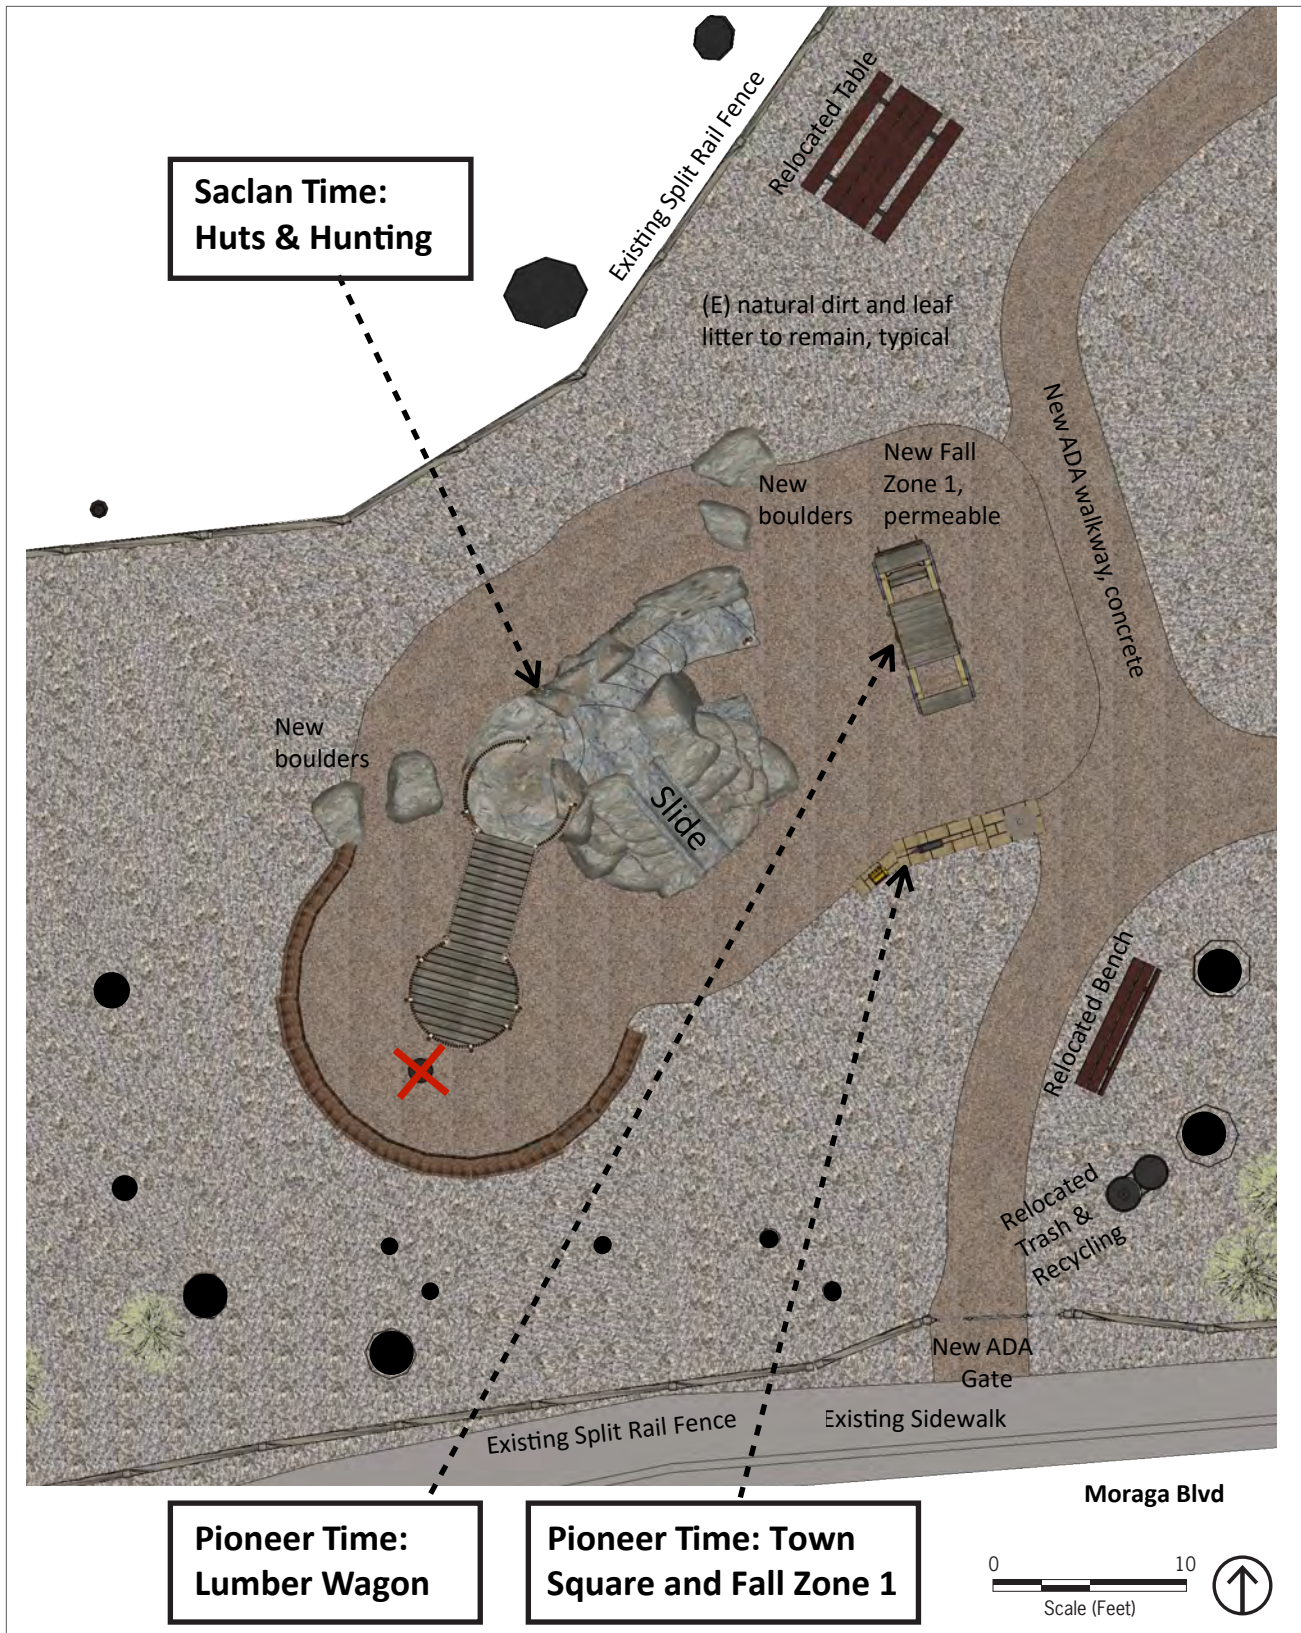 Relocated Table
Existing Split Rail Fence
Saclan Time:
Huts & Hunting
(E) natural dirt and leaf
litter to remain, typical
New ADA walkway, concrete
New Fall
Zone 1,
permeable
New
boulders
New
boulders
Slide
Relocated Bench
Relocated
Trash &
Recycling
New ADA
Gate
Existing Split Rail Fence
Existing Sidewalk
Moraga Blvd
Pioneer Time:
Lumber Wagon
Pioneer Time: Town
Square and Fall Zone 1
0 10
Scale (Feet)